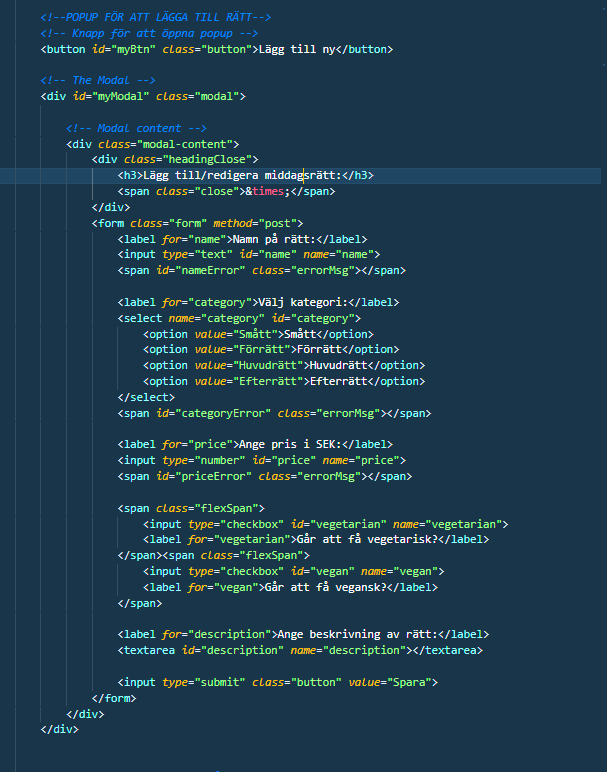 <!--POPUP FÖR ATT LÄGGA TILL RÄTT-->
<!-- Knapp för att öppna popup -->
<button id="myBtn" class="button">Lägg till ny</button>
<!-- The Modal -->
<div id="myModal" class="modal">
<!-- Modal content -->
<div class="modal-content">
<div class="headingClose">
<h3>Lägg till/redigera middagsrätt:</h3>
<span class="close">&times;</span>
</div>
<form class="form" method="post">
<label for="name">Namn på rätt:</label>
<input type="text" id="name" name="name">
<span id="nameError" class="errorMsg"></span>
<label for="category">Välj kategori:</label>
<select name="category" id="category">
<option value="Smått">Smått</option>
<option value="Förrätt">Förrätt</option>
<option value="Huvudrätt">Huvudrätt</option>
<option value="Efterrätt">Efterrätt</option>
</select>
<span id="categoryError" class="errorMsg"></span>
<label for="price">Ange pris i SEK:</label>
<input type="number" id="price" name="price">
<span id="priceError" class="errorMsg"></span>
<span class="flexSpan">
<input type="checkbox" id="vegetarian" name="vegetarian">
<label for="vegetarian">Går att få vegetarisk?</label>
</span><span class="flexSpan">
<input type="checkbox" id="vegan" name="vegan">
<label for="vegan">Går att få vegansk?</label>
</span>
<label for="description">Ange beskrivning av rätt:</label>
<textarea id="description" name="description"></textarea>
<input type="submit" class="button" value="Spara">
</form>
</div>
</div>